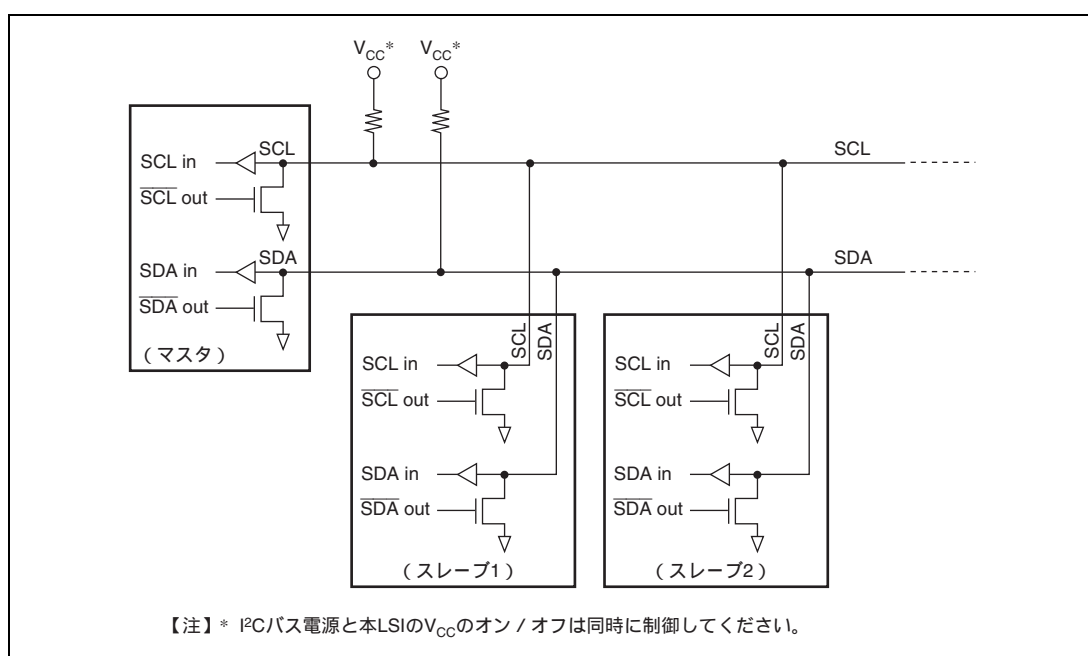 VCC* VCC*
SCL
SCL in
SCL out
SDA
SDA in
SDA out
(マスタ)
SCL
SDA
SCL
SDA
SCL in
SCL out
SDA in
SDA out
(スレーブ1)
SCL
SDA
SCL in
SCL out
SDA in
SDA out
(スレーブ2)
【注】* I²Cバス電源と本LSIのVCCのオン / オフは同時に制御してください。